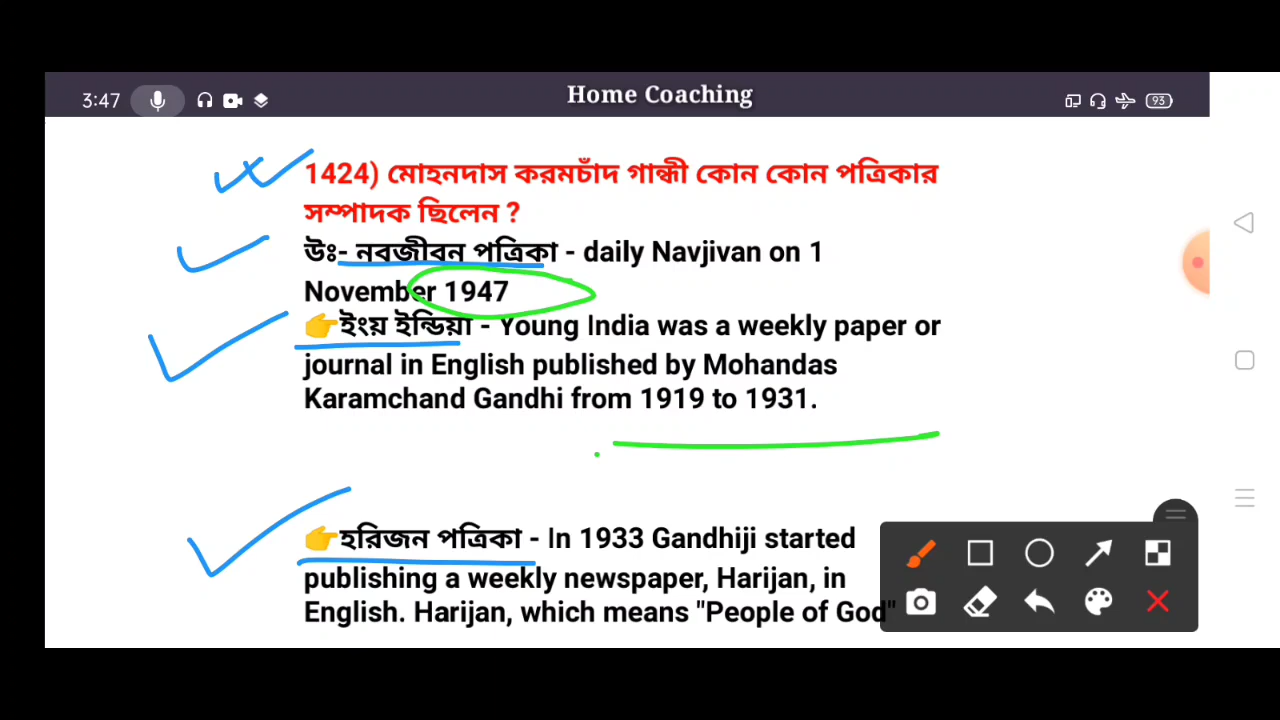 3:47
Home Coaching
93
1424) মোহনদাস করমচাঁদ গান্ধী কোন কোন পত্রিকার
সম্পাদক ছিলেন ?
উঃ- নবজীবন পত্রিকা - daily Navjivan on 1
November 1947
👉ইংয় ইন্ডিয়া - Young India was a weekly paper or
journal in English published by Mohandas
Karamchand Gandhi from 1919 to 1931.
👉হরিজন পত্রিকা - In 1933 Gandhiji started
publishing a weekly newspaper, Harijan, in
English. Harijan, which means "People of God"